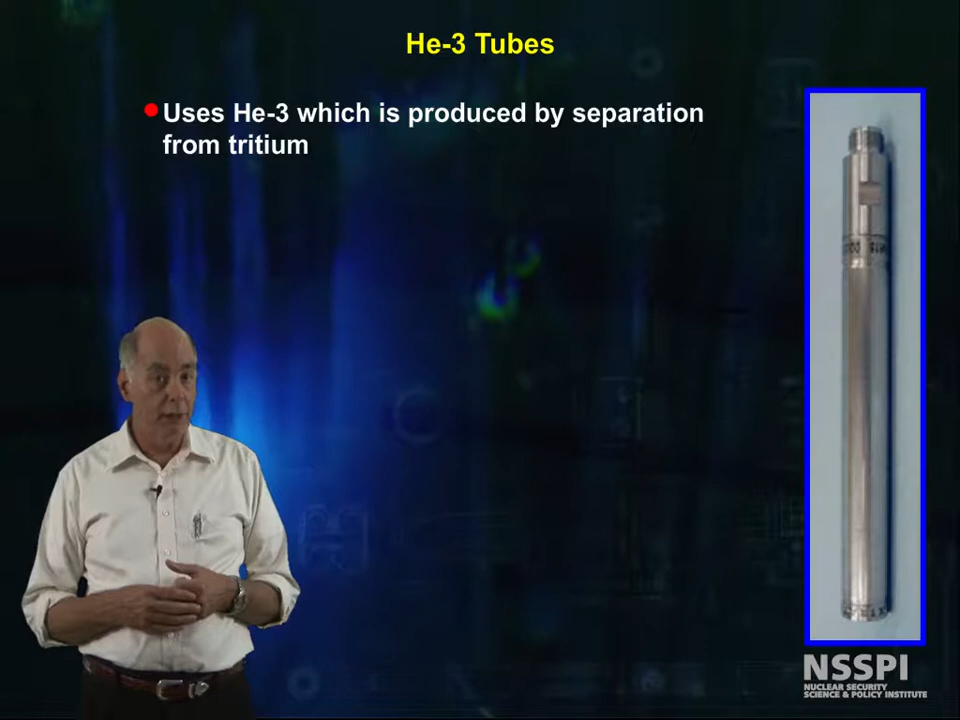 He-3 Tubes
Uses He-3 which is produced by separation
from tritium
NSSPI
NUCLEAR SECURITY
SCIENCE & POLICY INSTITUTE